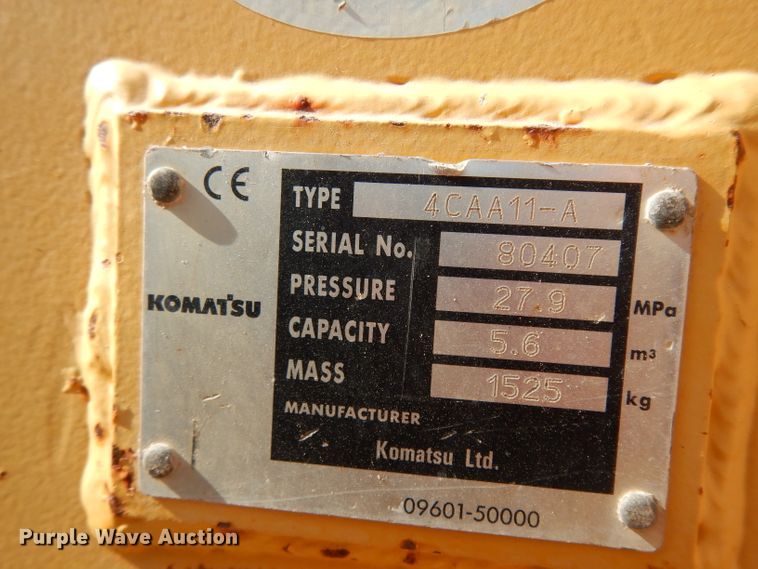 CE
TYPE 4CAA11-A
SERIAL No. 80407
PRESSURE 27.9 MPa
KOMATSU
CAPACITY 5.6 m³
MASS 1525 kg
MANUFACTURER
Komatsu Ltd.
09601-50000
Purple Wave Auction